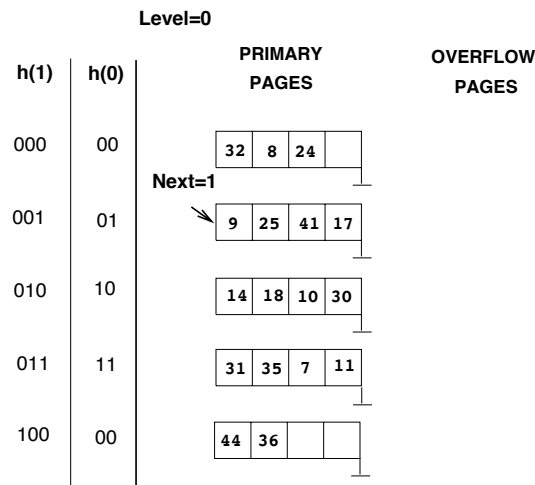 Level=0
h(1) h(0) PRIMARY PAGES OVERFLOW PAGES
000 00 32 8 24
Next=1
001 01 9 25 41 17
010 10 14 18 10 30
011 11 31 35 7 11
100 00 44 36